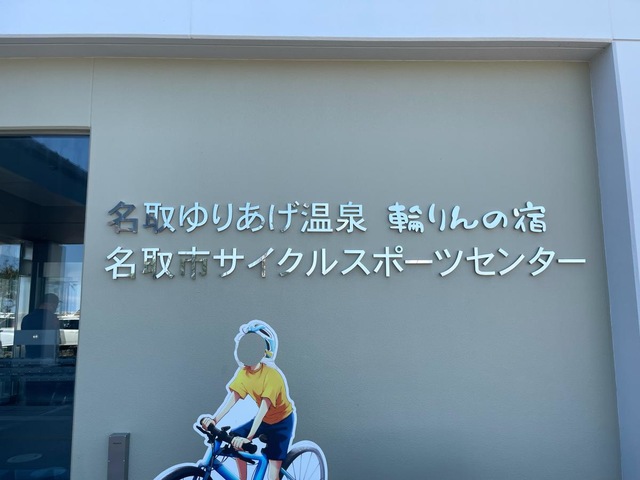 名取ゆりあげ温泉 輪りんの宿
名取市サイクルスポーツセンター